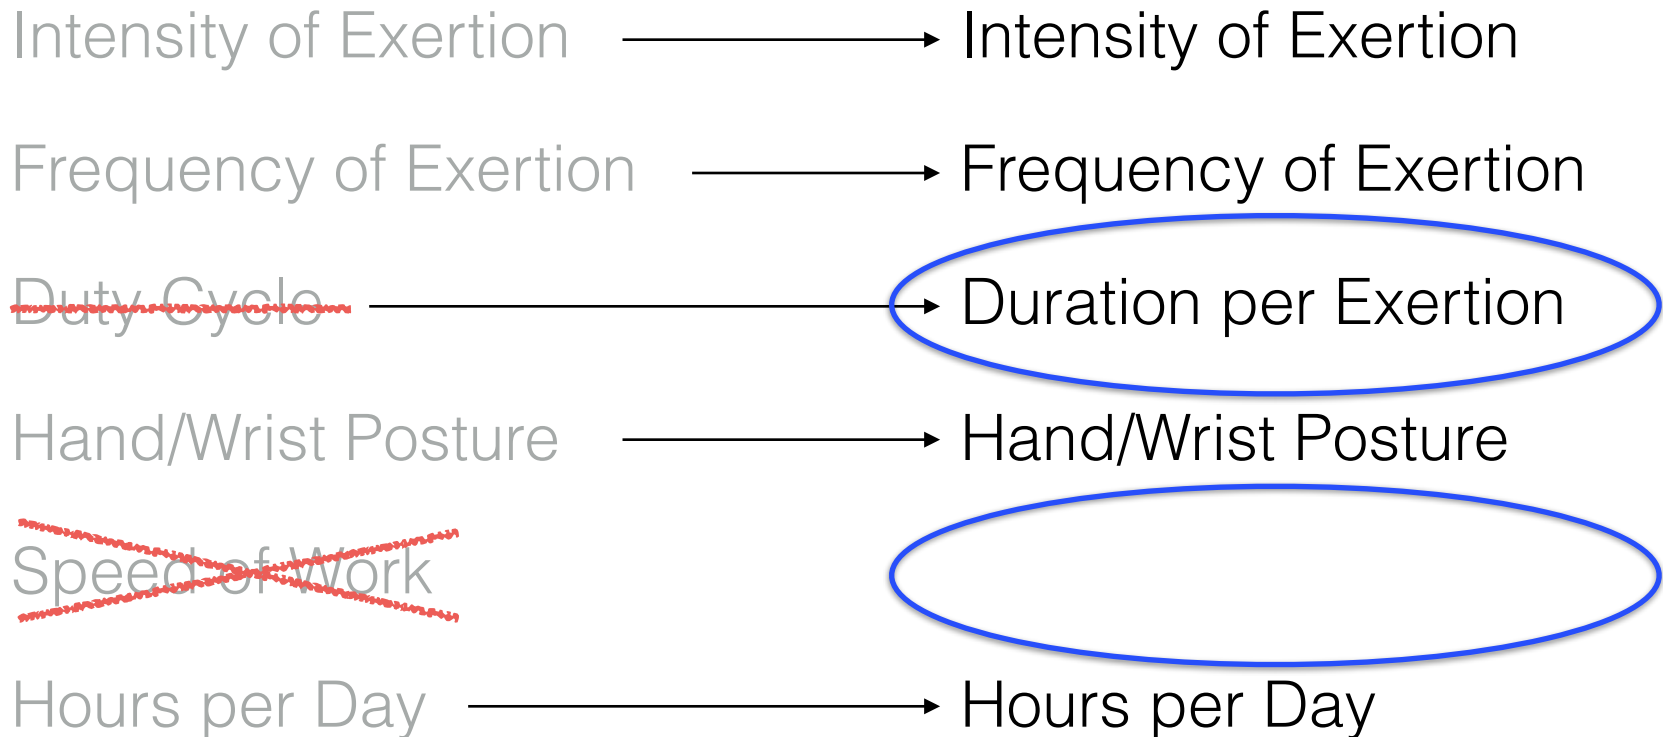 Intensity of Exertion Intensity of Exertion
Frequency of Exertion Frequency of Exertion
Duty Cycle Duration per Exertion
Hand/Wrist Posture Hand/Wrist Posture
Speed of Work
Hours per Day Hours per Day